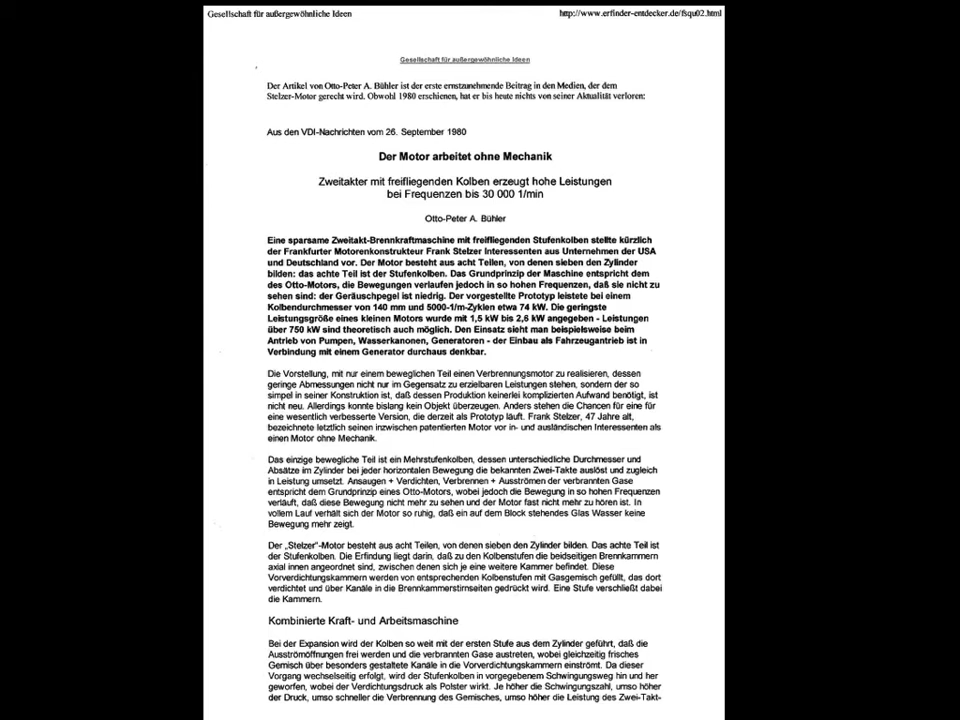 Gesellschaft für außergewöhnliche Ideen http://www.erfinder-entdecker.de/fsqu02.html
Gesellschaft für außergewöhnliche Ideen
Der Artikel von Otto-Peter A. Bühler ist der erste ernstzunehmende Beitrag in den Medien, der dem
Stelzer-Motor gerecht wird. Obwohl 1980 erschienen, hat er bis heute nichts von seiner Aktualität verloren:
Aus den VDI-Nachrichten vom 26. September 1980
Der Motor arbeitet ohne Mechanik
Zweitakter mit freifliegenden Kolben erzeugt hohe Leistungen
bei Frequenzen bis 30 000 1/min
Otto-Peter A. Bühler
Eine sparsame Zweitakt-Brennkraftmaschine mit freifliegenden Stufenkolben stellte kürzlich
der Frankfurter Motorenkonstrukteur Frank Stelzer Interessenten aus Unternehmen der USA
und Deutschland vor. Der Motor besteht aus acht Teilen, von denen sieben den Zylinder
bilden: das achte Teil ist der Stufenkolben. Das Grundprinzip der Maschine entspricht dem
des Otto-Motors, die Bewegungen verlaufen jedoch in so hohen Frequenzen, daß sie nicht zu
sehen sind: der Geräuschpegel ist niedrig. Der vorgestellte Prototyp leistete bei einem
Kolbendurchmesser von 140 mm und 5000-1/m-Zyklen etwa 74 kW. Die geringste
Leistungsgröße eines kleinen Motors wurde mit 1,5 kW bis 2,6 kW angegeben - Leistungen
über 750 kW sind theoretisch auch möglich. Den Einsatz sieht man beispielsweise beim
Antrieb von Pumpen, Wasserkanonen, Generatoren - der Einbau als Fahrzeugantrieb ist in
Verbindung mit einem Generator durchaus denkbar.
Die Vorstellung, mit nur einem beweglichen Teil einen Verbrennungsmotor zu realisieren, dessen
geringe Abmessungen nicht nur im Gegensatz zu erzielbaren Leistungen stehen, sondern der so
simpel in seiner Konstruktion ist, daß dessen Produktion keinerlei komplizierten Aufwand benötigt, ist
nicht neu. Allerdings konnte bislang kein Objekt überzeugen. Anders stehen die Chancen für eine für
eine wesentlich verbesserte Version, die derzeit als Prototyp läuft. Frank Stelzer, 47 Jahre alt,
bezeichnete letztlich seinen inzwischen patentierten Motor vor in- und ausländischen Interessenten als
einen Motor ohne Mechanik.
Das einzige bewegliche Teil ist ein Mehrstufenkolben, dessen unterschiedliche Durchmesser und
Absätze im Zylinder bei jeder horizontalen Bewegung die bekannten Zwei-Takte auslöst und zugleich
in Leistung umsetzt. Ansaugen + Verdichten, Verbrennen + Ausströmen der verbrannten Gase
entspricht dem Grundprinzip eines Otto-Motors, wobei jedoch die Bewegung in so hohen Frequenzen
verläuft, daß diese Bewegung nicht mehr zu sehen und der Motor fast nicht mehr zu hören ist. In
vollem Lauf verhält sich der Motor so ruhig, daß ein auf dem Block stehendes Glas Wasser keine
Bewegung mehr zeigt.
Der „Stelzer"-Motor besteht aus acht Teilen, von denen sieben den Zylinder bilden. Das achte Teil ist
der Stufenkolben. Die Erfindung liegt darin, daß zu den Kolbenstufen die beidseitigen Brennkammern
axial innen angeordnet sind, zwischen denen sich je eine weitere Kammer befindet. Diese
Vorverdichtungskammern werden von entsprechenden Kolbenstufen mit Gasgemisch gefüllt, das dort
verdichtet und über Kanäle in die Brennkammerstirnseiten gedrückt wird. Eine Stufe verschließt dabei
die Kammern.
Kombinierte Kraft- und Arbeitsmaschine
Bei der Expansion wird der Kolben so weit mit der ersten Stufe aus dem Zylinder geführt, daß die
Ausströmöffnungen frei werden und die verbrannten Gase austreten, wobei gleichzeitig frisches
Gemisch über besonders gestaltete Kanäle in die Vorverdichtungskammern einströmt. Da dieser
Vorgang wechselseitig erfolgt, wird der Stufenkolben in vorgegebenem Schwingungsweg hin und her
geworfen, wobei der Verdichtungsdruck als Polster wirkt. Je höher die Schwingungszahl, umso höher
der Druck, umso schneller die Verbrennung des Gemisches, umso höher die Leistung des Zwei-Takt-